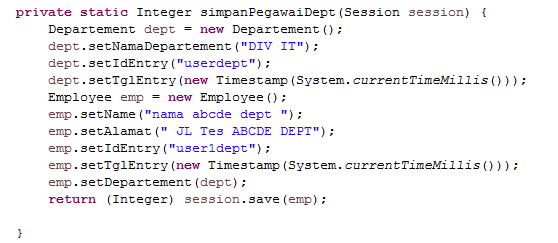 private static Integer simpanPegawaiDept(Session session) {
Departement dept = new Departement();
dept.setNamaDepartement("DIV IT");
dept.setIdEntry("userdept");
dept.setTglEntry(new Timestamp(System.currentTimeMillis()));
Employee emp = new Employee();
emp.setName("nama abcde dept ");
emp.setAlamat(" JL Tes ABCDE DEPT");
emp.setIdEntry("user1dept");
emp.setTglEntry(new Timestamp(System.currentTimeMillis()));
emp.setDepartement(dept);
return (Integer) session.save(emp);
}